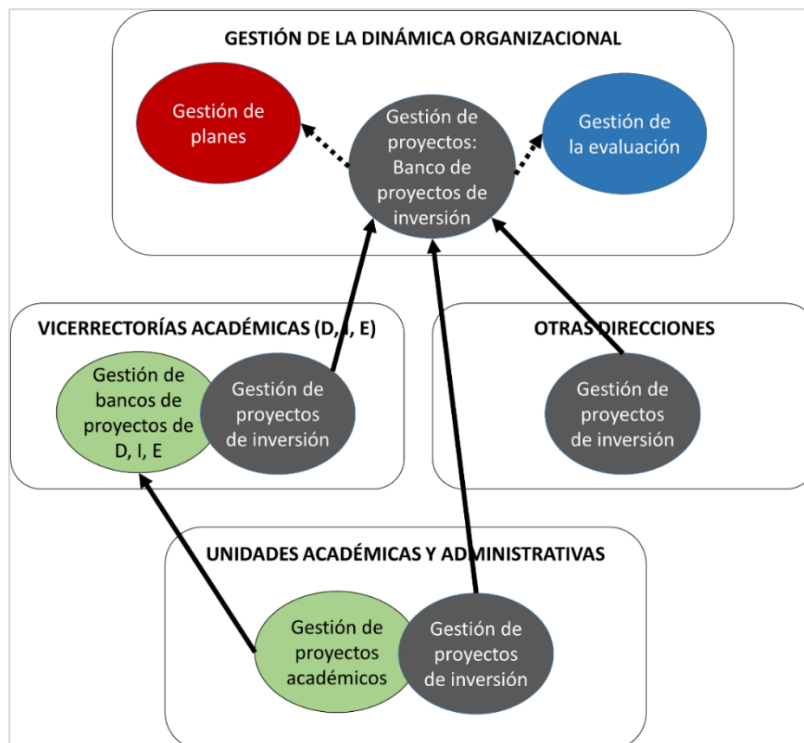 GESTIÓN DE LA DINÁMICA ORGANIZACIONAL
Gestión de
planes
Gestión de
proyectos:
Banco de
proyectos de
inversión
Gestión de
la evaluación
VICERRECTORÍAS ACADÉMICAS (D, I, E)
Gestión de
bancos de
proyectos de
D, I, E
Gestión de
proyectos
de inversión
OTRAS DIRECCIONES
Gestión de
proyectos
de inversión
UNIDADES ACADÉMICAS Y ADMINISTRATIVAS
Gestión de
proyectos
académicos
Gestión de
proyectos
de inversión